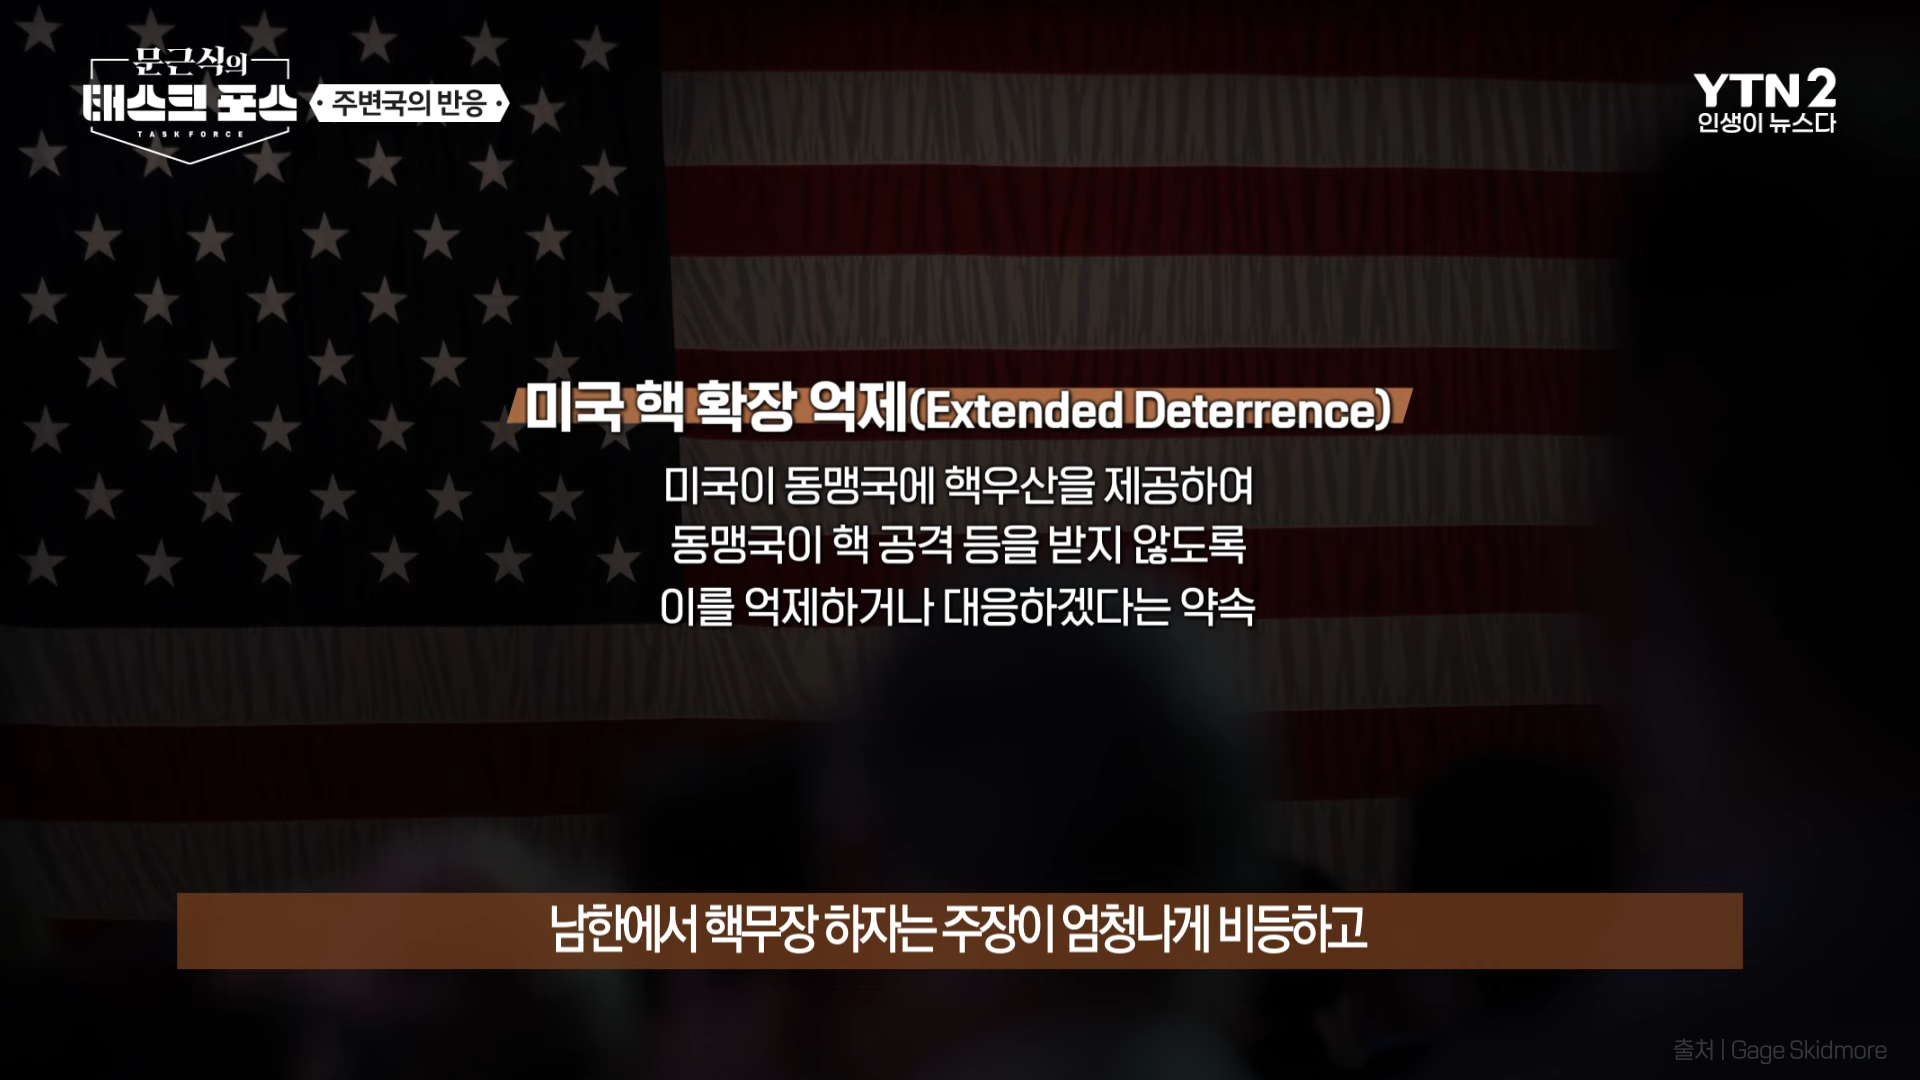 문근식의
태스크 포스
TASK FORCE
주변국의 반응
YTN2
인생이 뉴스다
미국 핵 확장 억제(Extended Deterrence)
미국이 동맹국에 핵우산을 제공하여
동맹국이 핵 공격 등을 받지 않도록
이를 억제하거나 대응하겠다는 약속
남한에서 핵무장 하자는 주장이 엄청나게 비등하고
출처 | Gage Skidmore